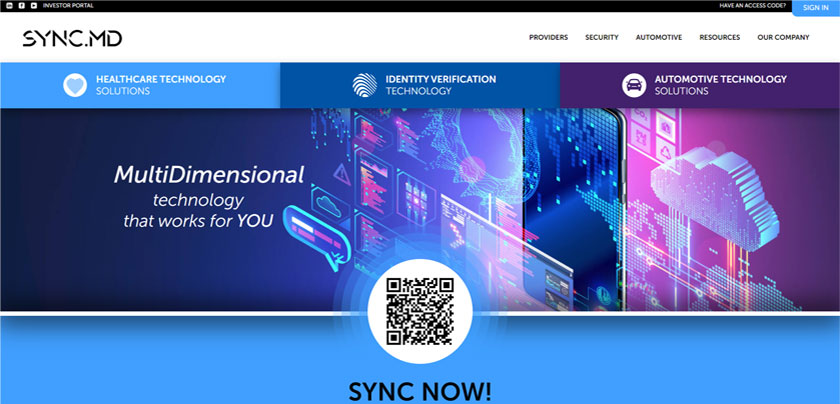 INVESTOR PORTAL
HAVE AN ACCESS CODE?
SIGN IN
SYNC.MD
PROVIDERS
SECURITY
AUTOMOTIVE
RESOURCES
OUR COMPANY
HEALTHCARE TECHNOLOGY
SOLUTIONS
IDENTITY VERIFICATION
TECHNOLOGY
AUTOMOTIVE TECHNOLOGY
SOLUTIONS
MultiDimensional
technology
that works for YOU
SYNC NOW!